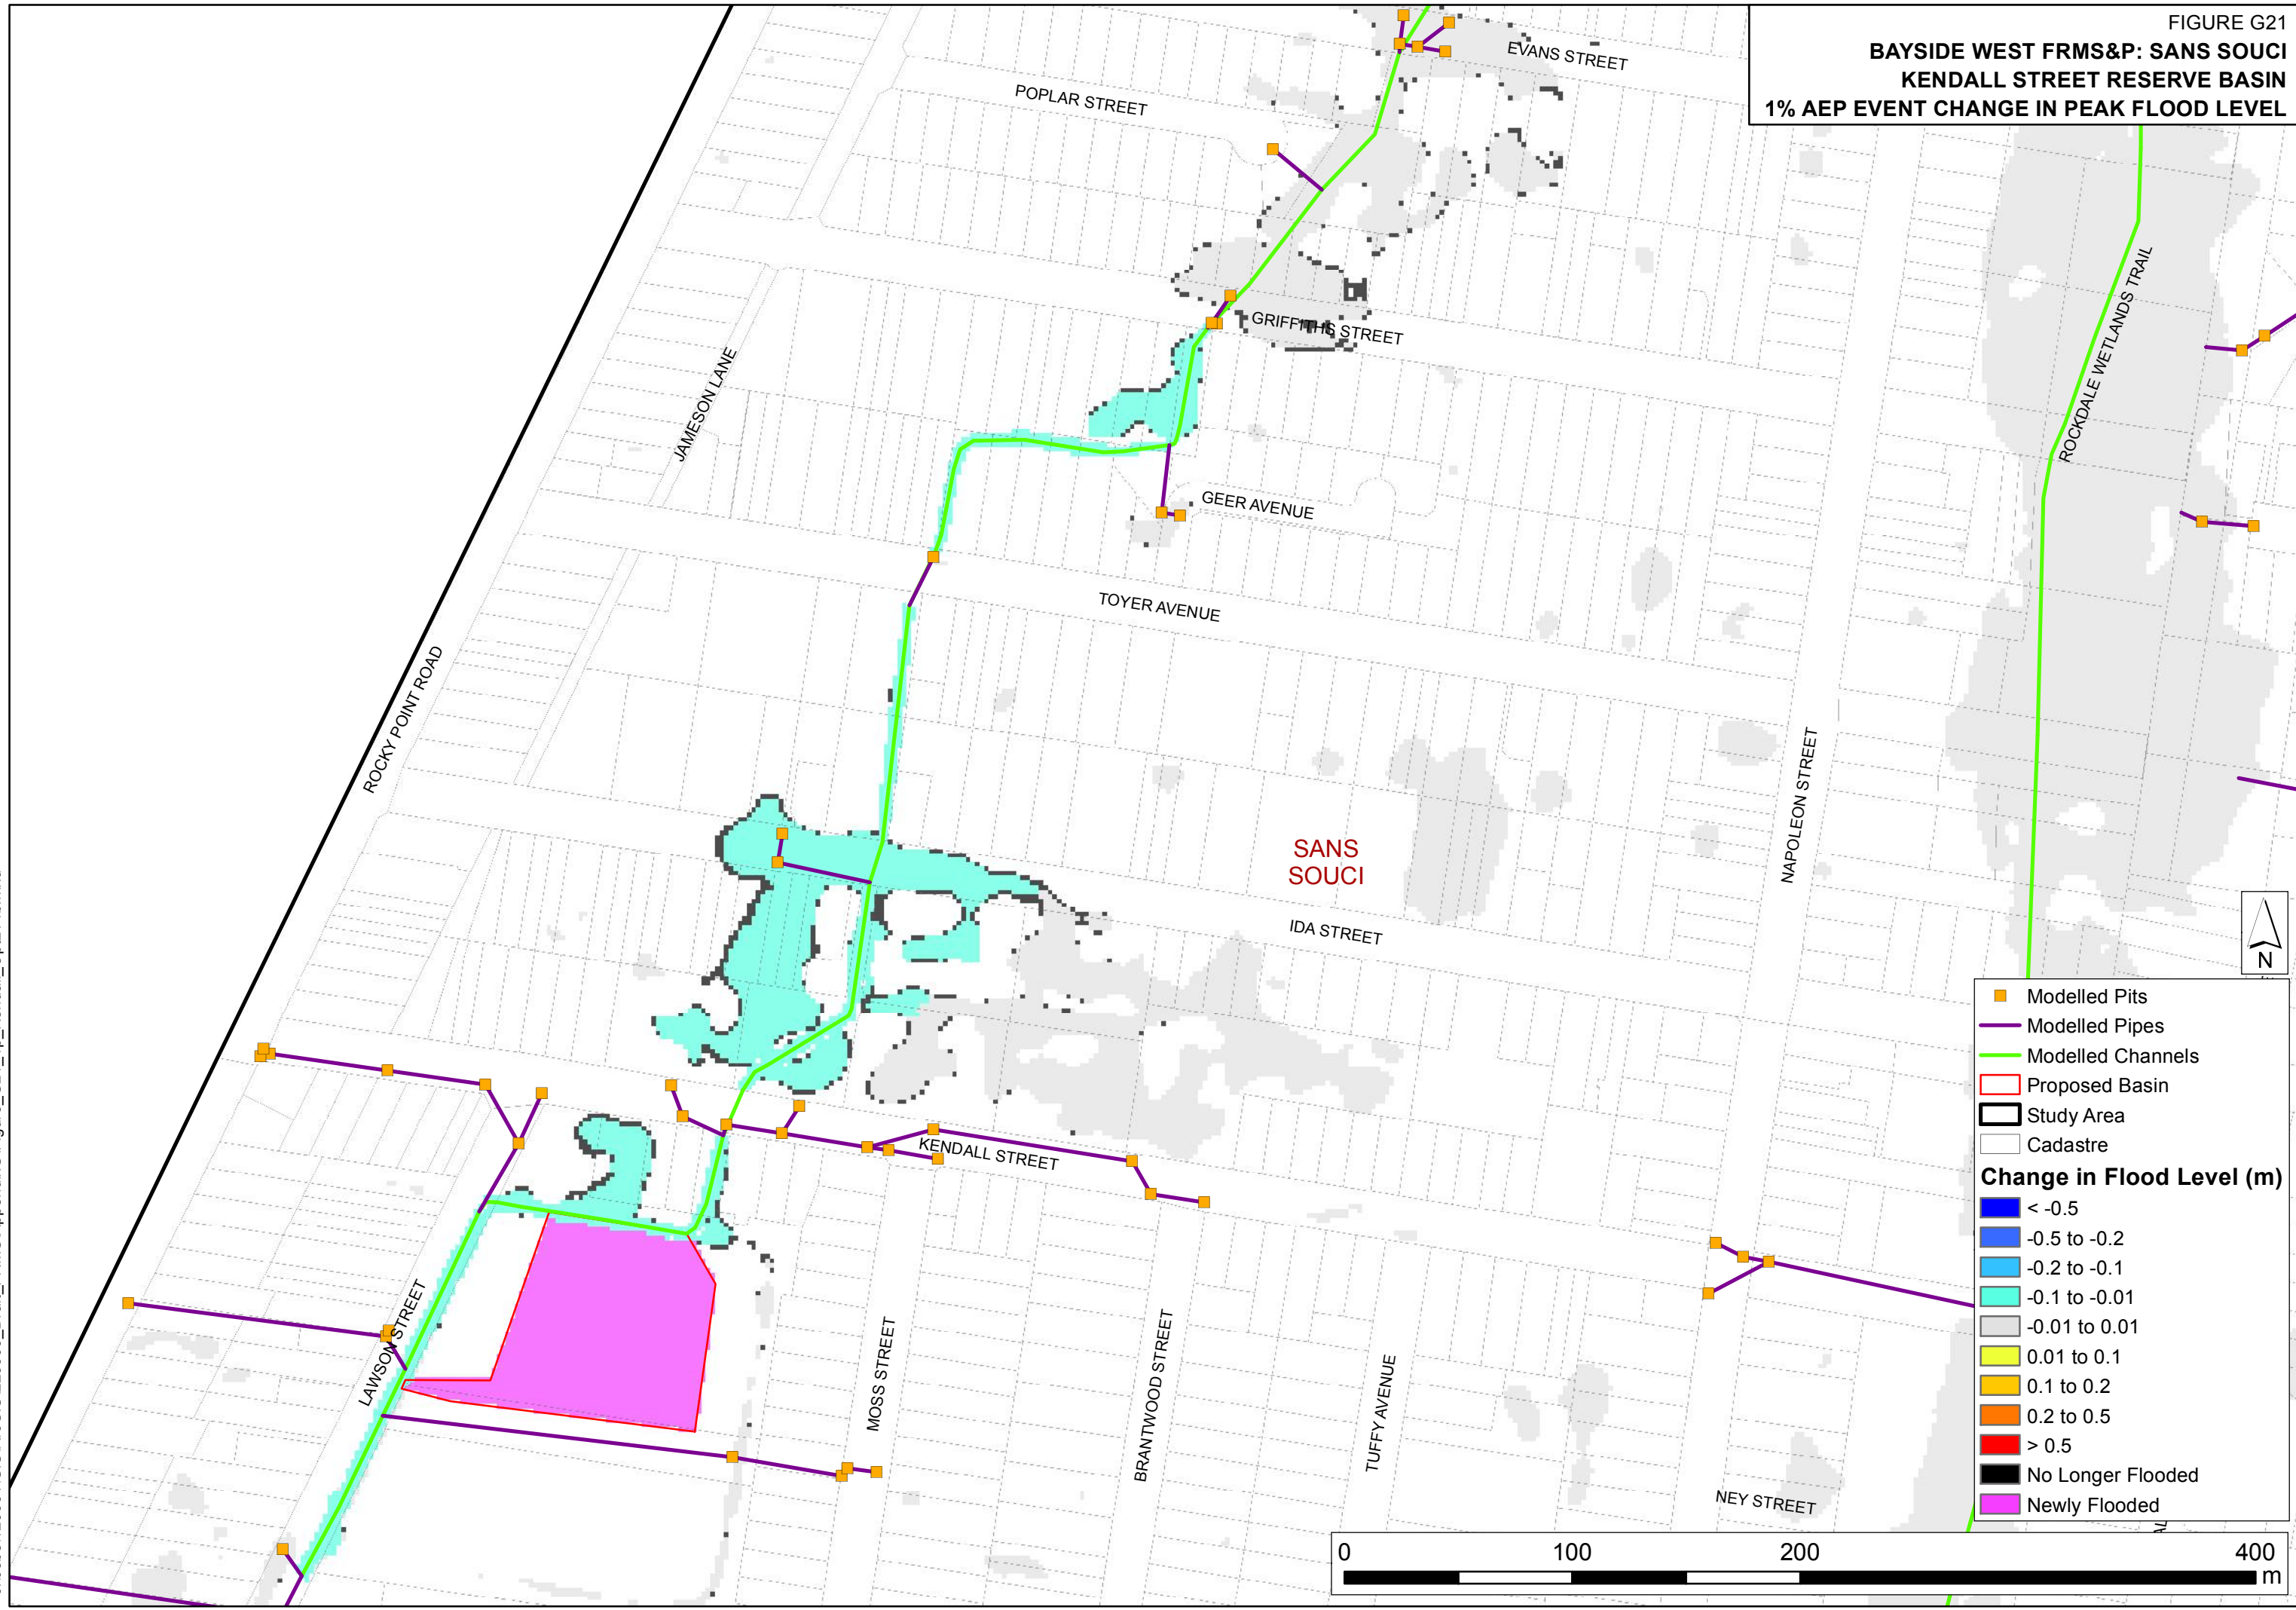 FIGURE G21
BAYSIDE WEST FRMS&P: SANS SOUCI
KENDALL STREET RESERVE BASIN
1% AEP EVENT CHANGE IN PEAK FLOOD LEVEL
EVANS STREET
POPLAR STREET
ROCKDALE WETLANDS TRAIL
GRIFFITHS STREET
JAMESON LANE
GEER AVENUE
TOYER AVENUE
ROCKY POINT ROAD
NAPOLEON STREET
SANS
SOUCI
IDA STREET
N
KENDALL STREET
LAWSON STREET
MOSS STREET
BRANTWOOD STREET
TUFFY AVENUE
NEY STREET
Modelled Pits
Modelled Pipes
Modelled Channels
Proposed Basin
Study Area
Cadastre
Change in Flood Level (m)
< -0.5
-0.5 to -0.2
-0.2 to -0.1
-0.1 to -0.01
-0.01 to 0.01
0.01 to 0.1
0.1 to 0.2
0.2 to 0.5
> 0.5
No Longer Flooded
Newly Flooded
0 100 200 400
m